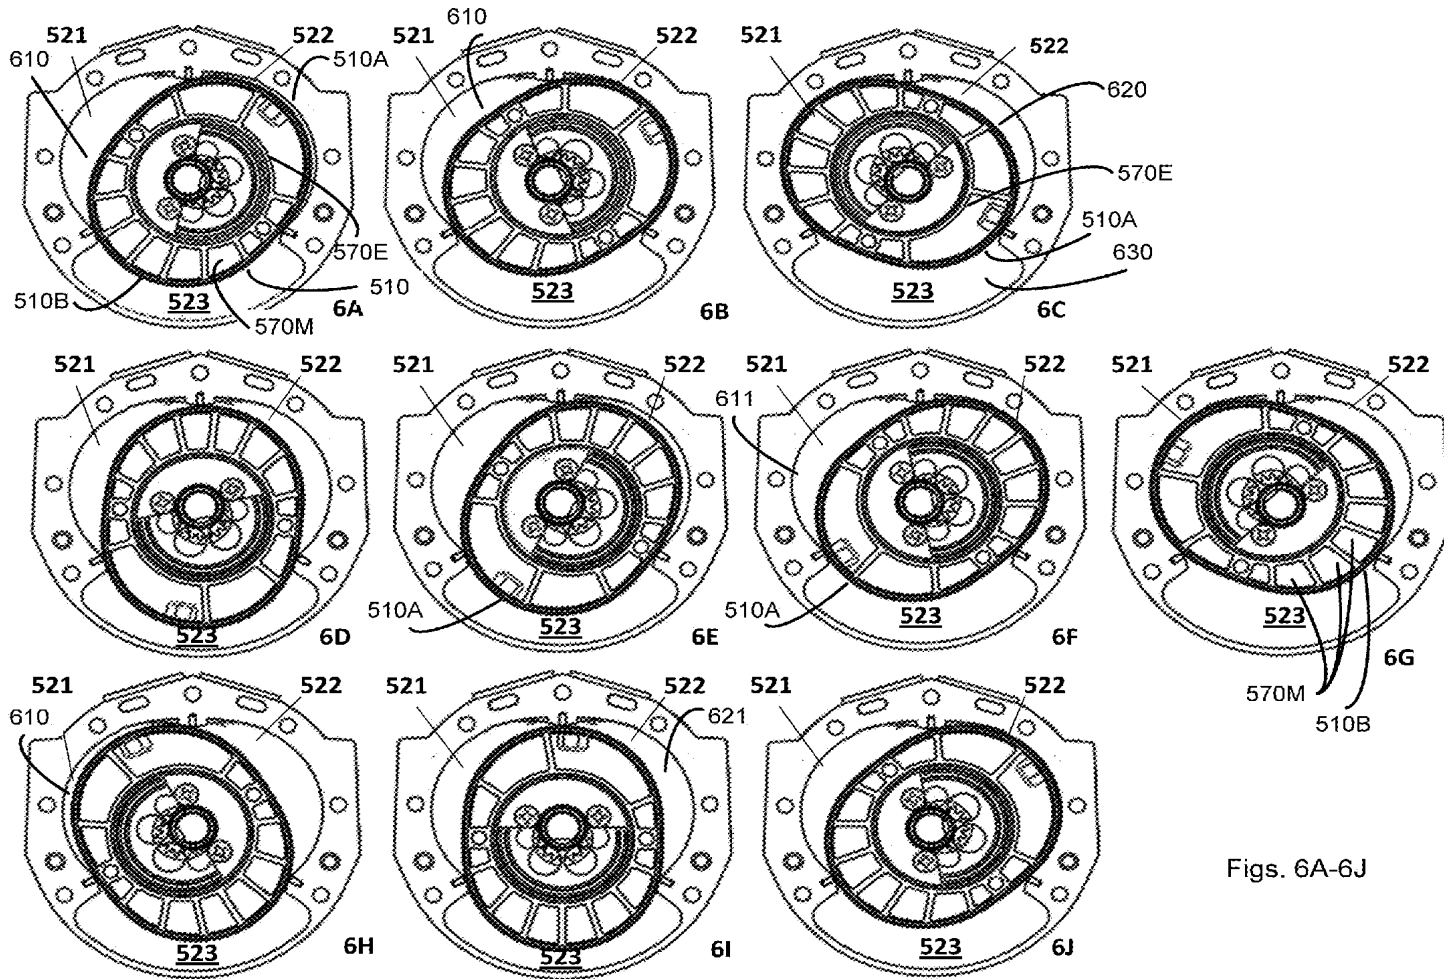 521 610 522 510A
510B 523 6A 570M 570E 510
521 610 522
523 6B
521 522 620
570E 510A 630
523 6C
521 522
523 6D
521 522
510A 523 6E
521 611 522
510A 523 6F
521 522
523 6G
570M 510B
521 610 522
523 6H
521 522 621
523 6I
521 522
523 6J
Figs. 6A-6J